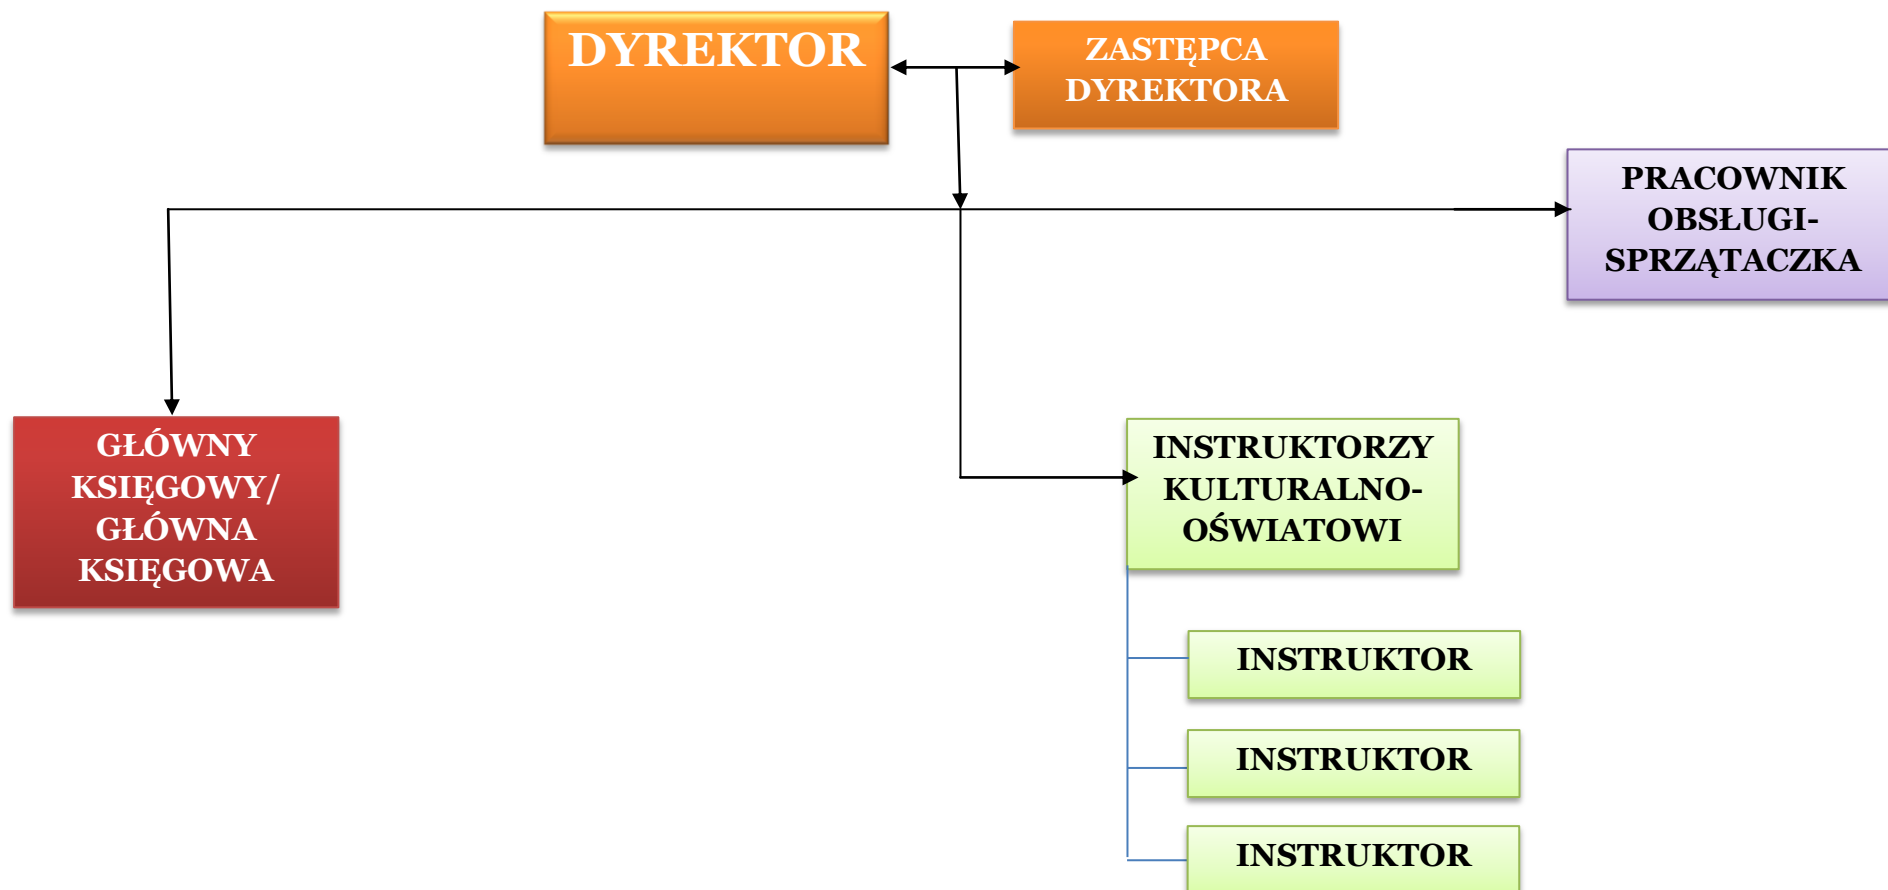 DYREKTOR
ZASTĘPCA
DYREKTORA
PRACOWNIK
OBSŁUGI-
SPRZĄTACZKA
GŁÓWNY
KSIĘGOWY/
GŁÓWNA
KSIĘGOWA
INSTRUKTORZY
KULTURALNO-
OŚWIATOWI
INSTRUKTOR
INSTRUKTOR
INSTRUKTOR